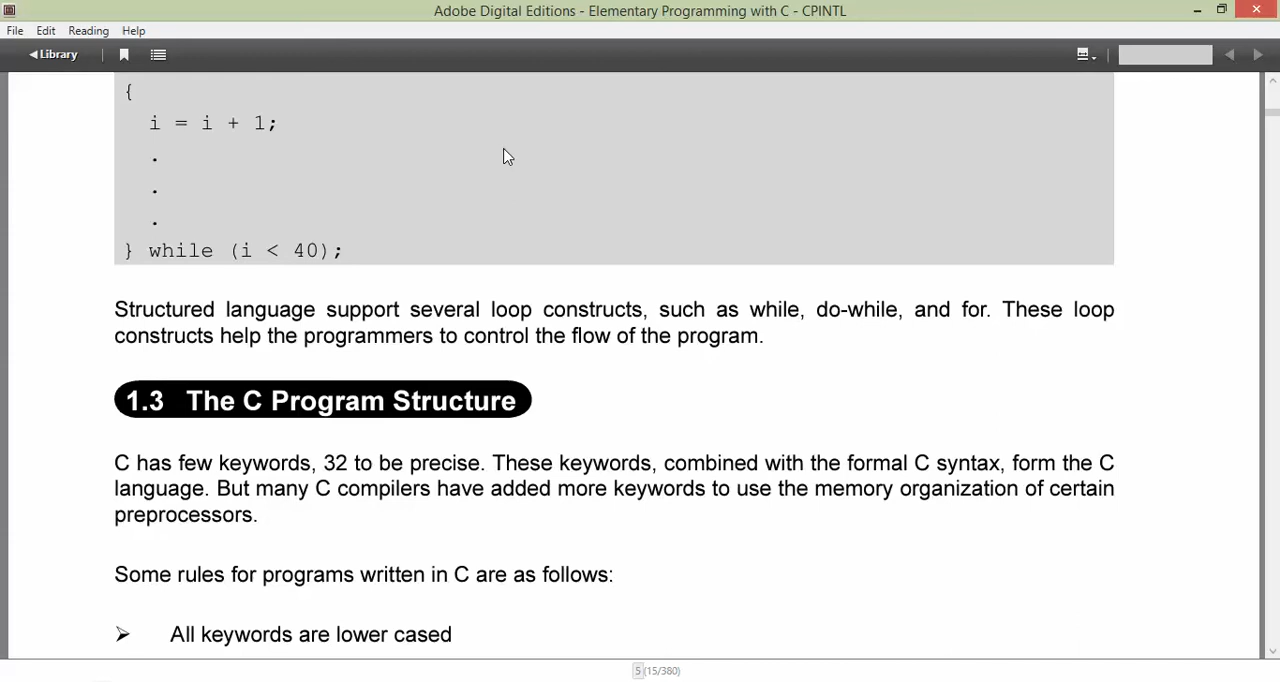 Adobe Digital Editions - Elementary Programming with C - CPINTL
File Edit Reading Help
Library
{
i = i + 1;
.
.
.
} while (i < 40);
Structured language support several loop constructs, such as while, do-while, and for. These loop
constructs help the programmers to control the flow of the program.
1.3 The C Program Structure
C has few keywords, 32 to be precise. These keywords, combined with the formal C syntax, form the C
language. But many C compilers have added more keywords to use the memory organization of certain
preprocessors.
Some rules for programs written in C are as follows:
➢ All keywords are lower cased
5 (15/380)